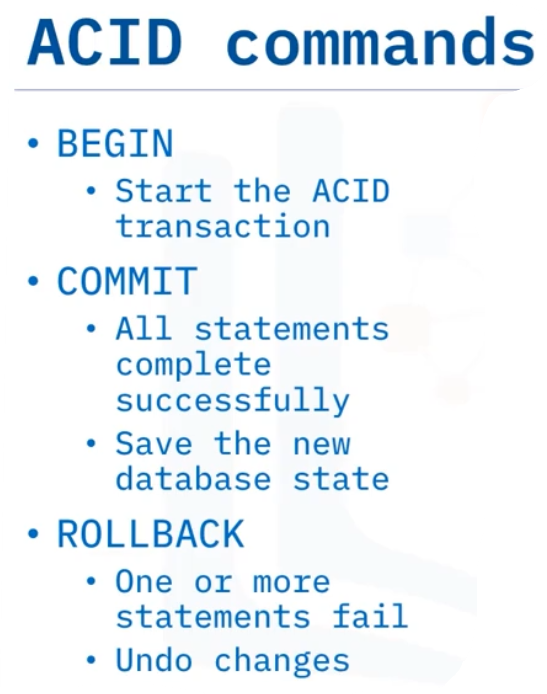 ACID commands
• BEGIN
• Start the ACID
transaction
• COMMIT
• All statements
complete
successfully
• Save the new
database state
• ROLLBACK
• One or more
statements fail
• Undo changes